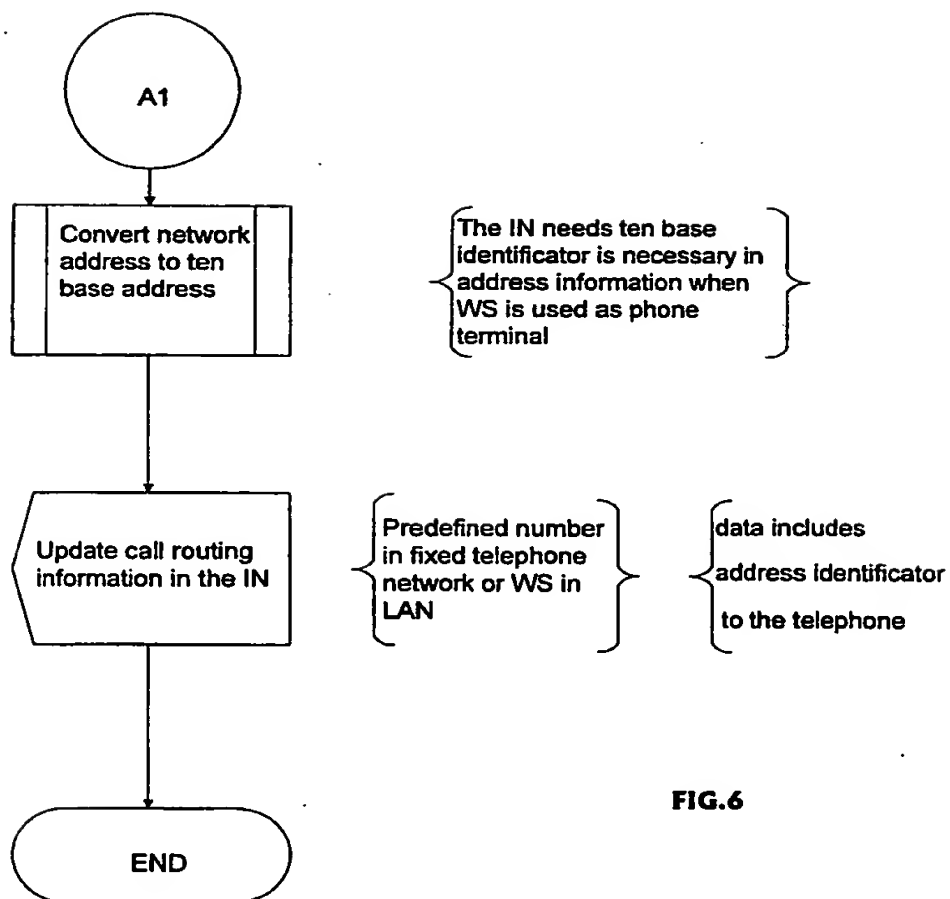 A1
Convert network
address to ten
base address
The IN needs ten base
identificator is necessary in
address information when
WS is used as phone
terminal
Update call routing
information in the IN
Predefined number
in fixed telephone
network or WS in
LAN
data includes
address identificator
to the telephone
FIG.6
END